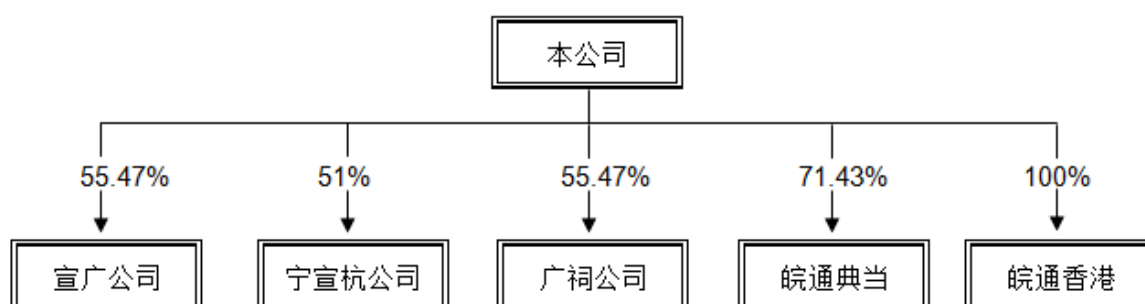 本公司
55.47%
51%
55.47%
71.43%
100%
宣广公司
宁宣杭公司
广祠公司
皖通典当
皖通香港